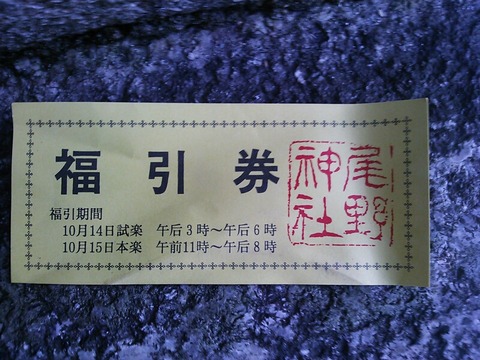 福引券
福引期間
10月14日試楽 午后3時～午后6時
10月15日本楽 午前11時～午后8時
尾野
神社